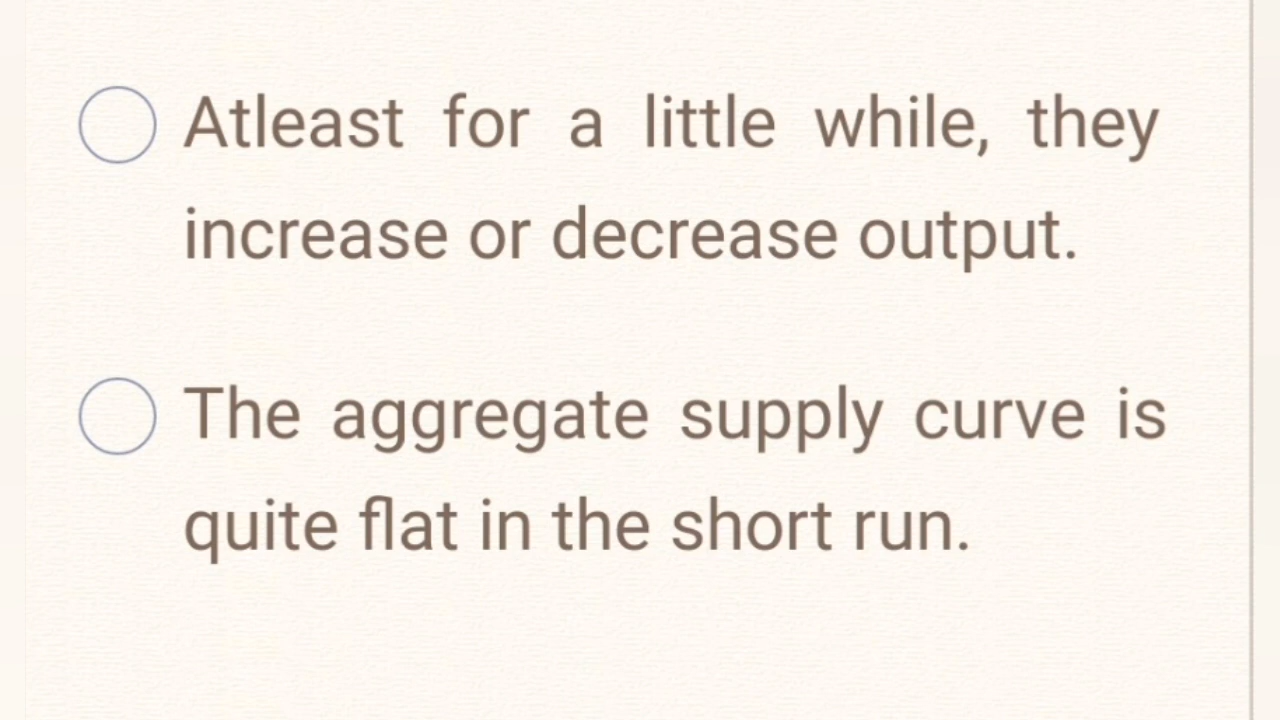 Atleast for a little while, they
increase or decrease output.
The aggregate supply curve is
quite flat in the short run.